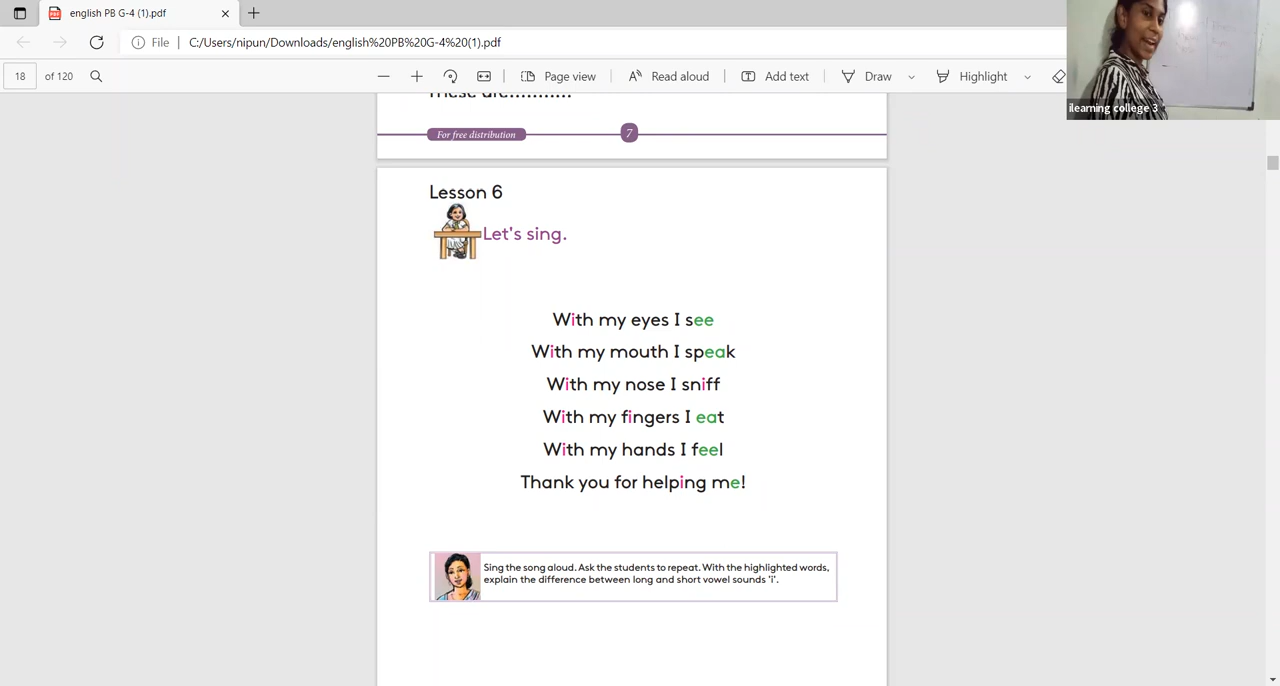 english PB G-4 (1).pdf
File
C:/Users/nipun/Downloads/english%20PB%20G-4%20(1).pdf
18 of 120
Page view
Read aloud
Add text
Draw
Highlight
ilearning college 3
These are...........
For free distribution
7
Lesson 6
Let's sing.
With my eyes I see
With my mouth I speak
With my nose I sniff
With my fingers I eat
With my hands I feel
Thank you for helping me!
Sing the song aloud. Ask the students to repeat. With the highlighted words,
explain the difference between long and short vowel sounds 'i'.